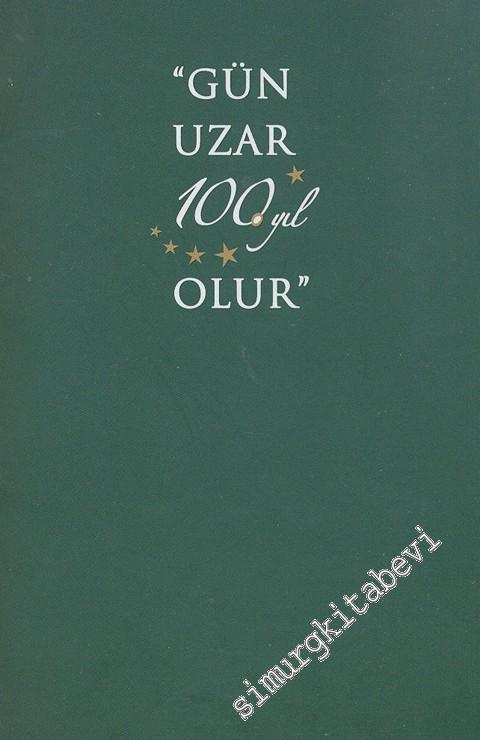 “GÜN
UZAR
100. yıl
OLUR”
simurgkitabevi